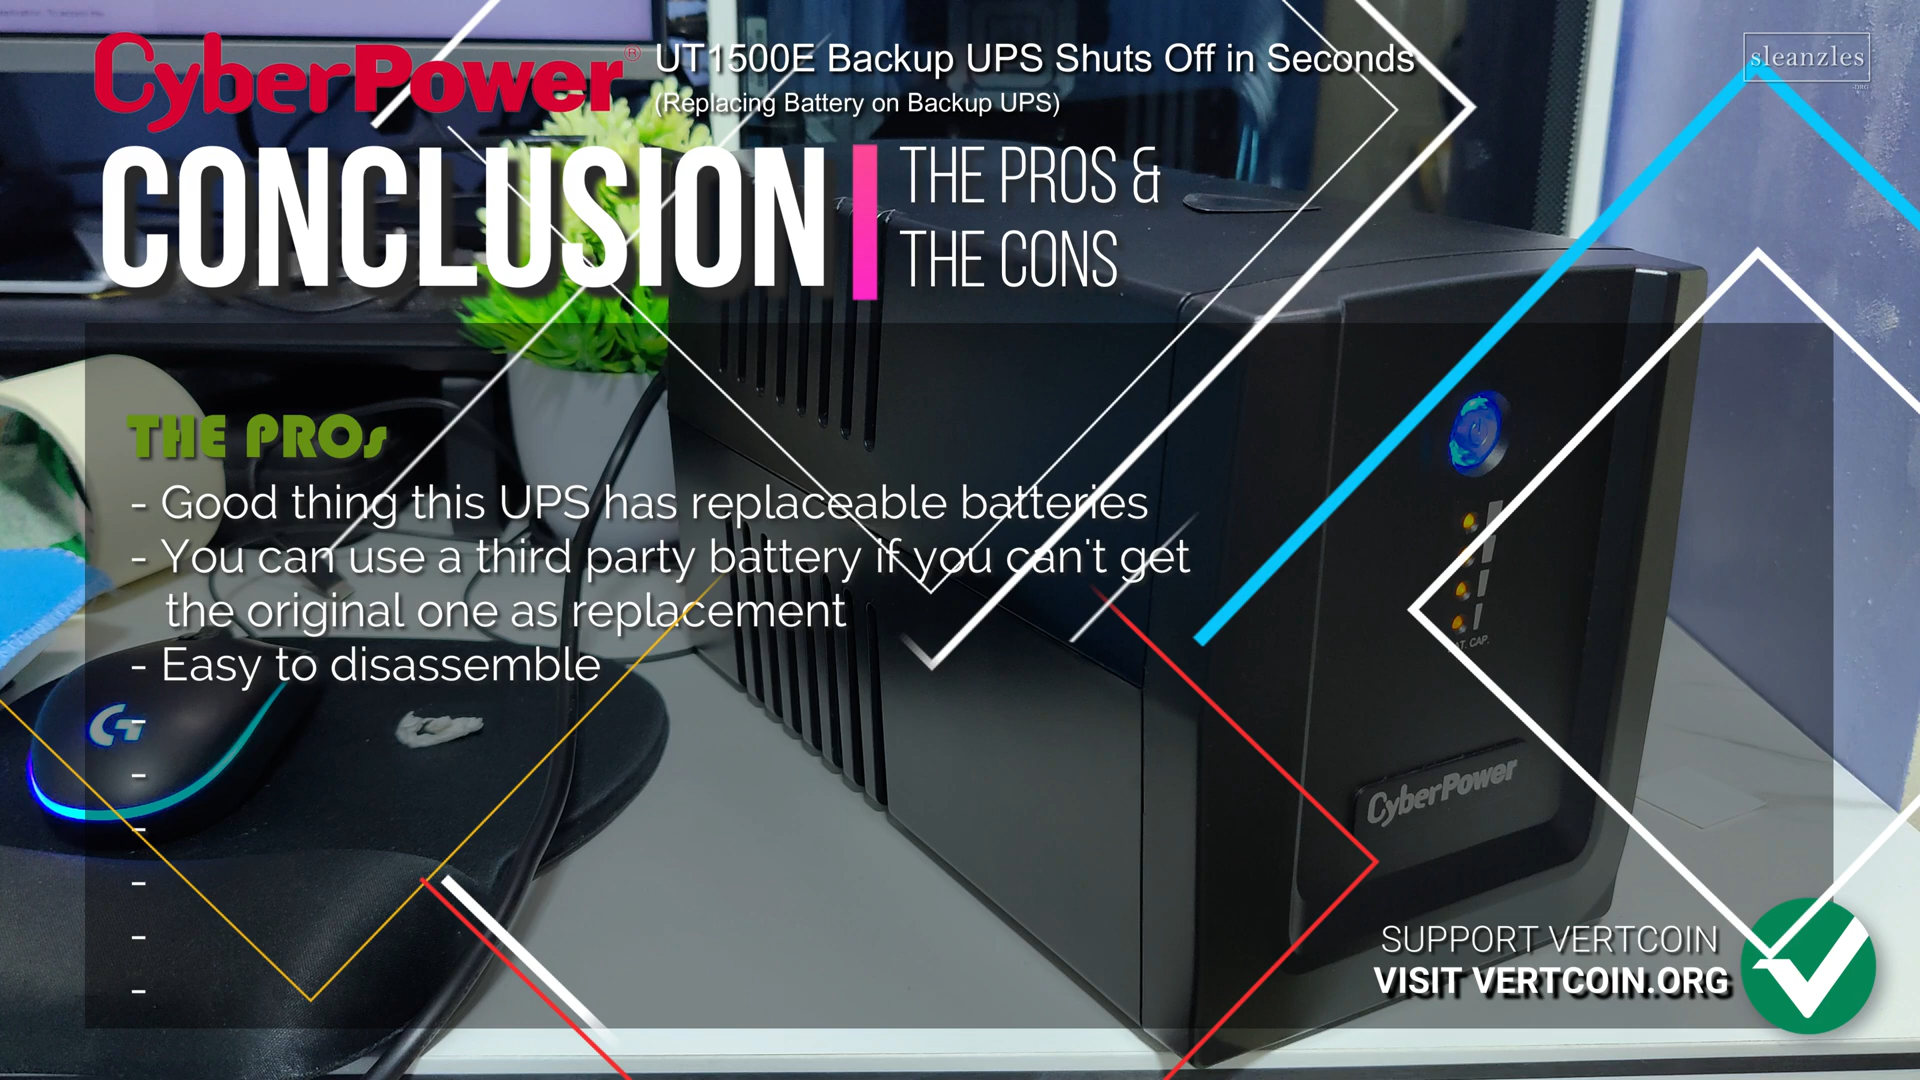 CyberPower®
UT1500E Backup UPS Shuts Off in Seconds
(Replacing Battery on Backup UPS)
sleanzles
.ORG
CONCLUSION
THE PROS &
THE CONS
THE PROs
- Good thing this UPS has replaceable batteries
- You can use a third party battery if you can't get
the original one as replacement
- Easy to disassemble
-
-
-
-
-
-
G
CAP.
CyberPower
SUPPORT VERTCOIN
VISIT VERTCOIN.ORG